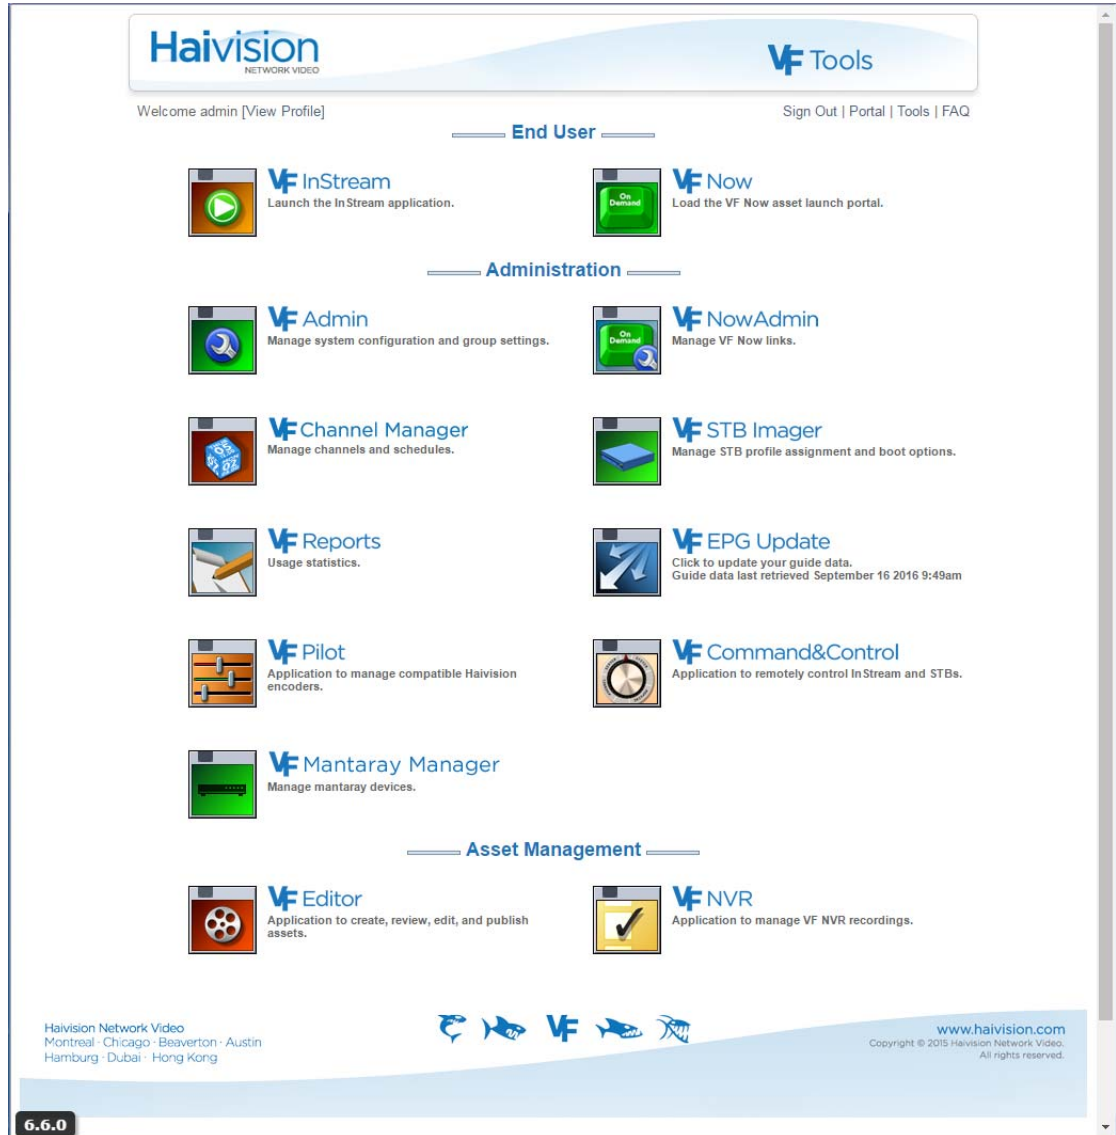 Haivision
NETWORK VIDEO
VF Tools
Welcome admin [View Profile]
Sign Out | Portal | Tools | FAQ
End User
VF InStream
Launch the InStream application.
On
Demand
VF Now
Load the VF Now asset launch portal.
Administration
VF Admin
Manage system configuration and group settings.
On
Demand
VF NowAdmin
Manage VF Now links.
VF Channel Manager
Manage channels and schedules.
VF STB Imager
Manage STB profile assignment and boot options.
VF Reports
Usage statistics.
VF EPG Update
Click to update your guide data.
Guide data last retrieved September 16 2016 9:49am
VF Pilot
Application to manage compatible Haivision
encoders.
VF Command&Control
Application to remotely control InStream and STBs.
VF Mantaray Manager
Manage mantaray devices.
Asset Management
VF Editor
Application to create, review, edit, and publish
assets.
VF NVR
Application to manage VF NVR recordings.
Haivision Network Video
Montreal · Chicago · Beaverton · Austin
Hamburg · Dubai · Hong Kong
VF
www.haivision.com
Copyright © 2015 Haivision Network Video.
All rights reserved.
6.6.0